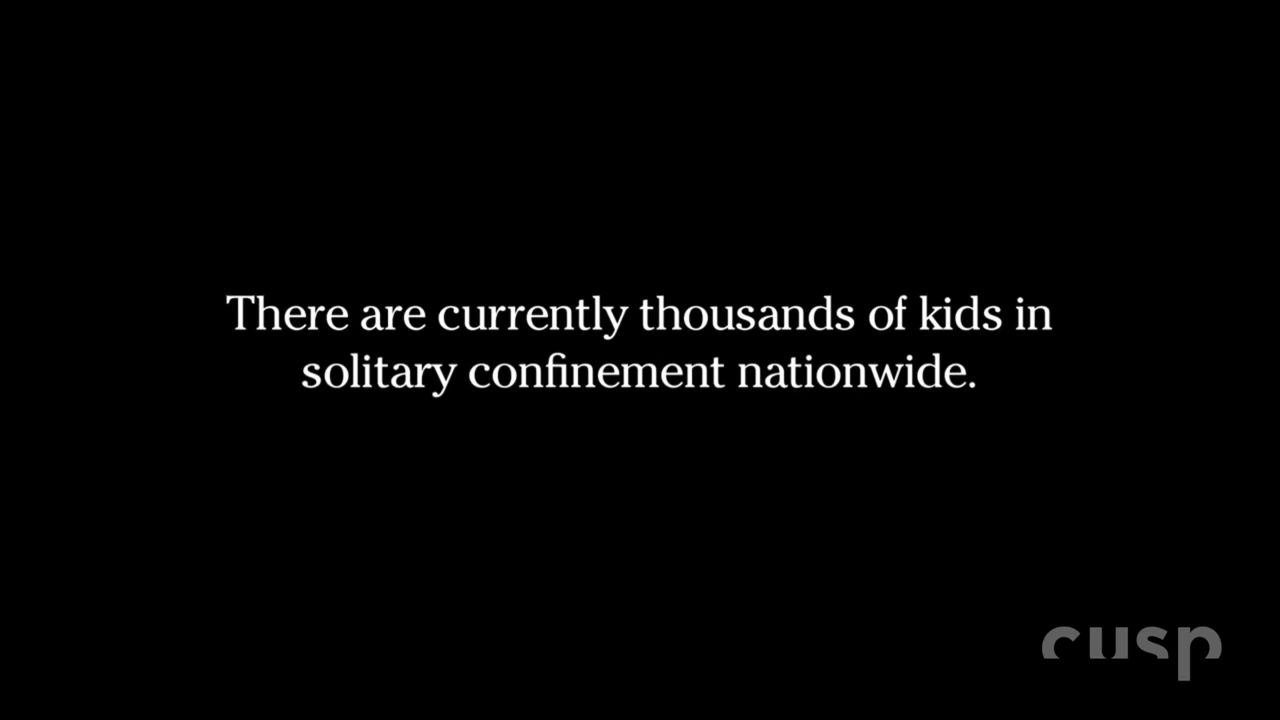 There are currently thousands of kids in
solitary confinement nationwide.
cusp